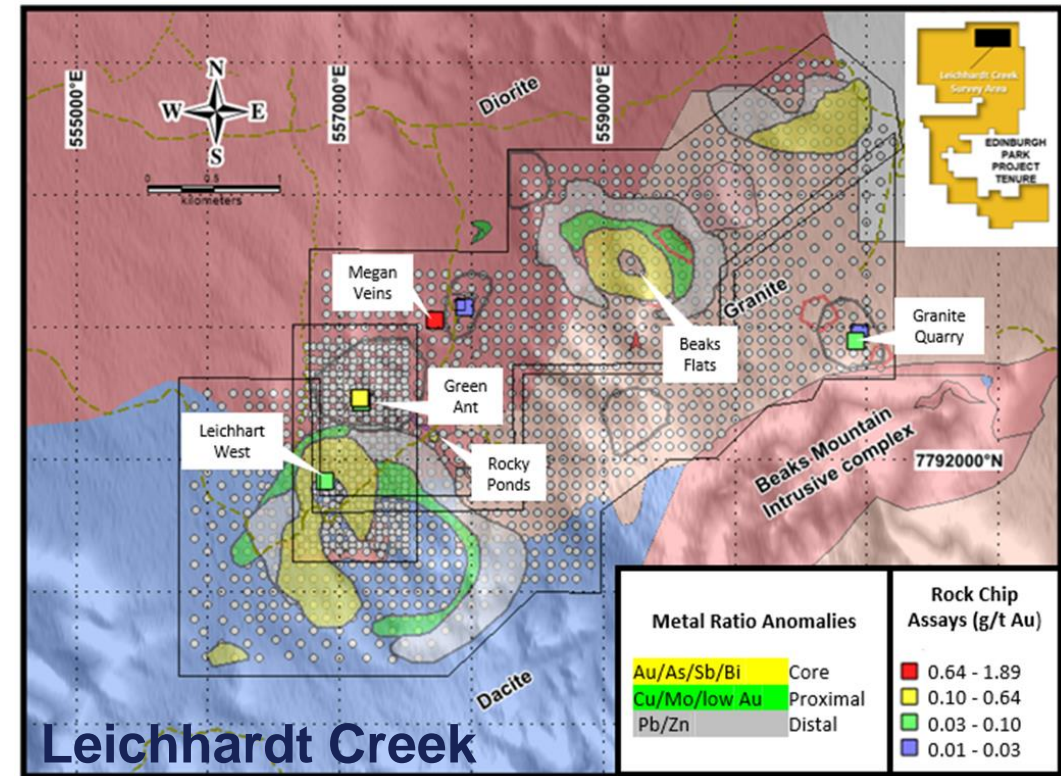 N
W E
S
0 .5 1
kilometers
555000°E
557000°E
559000°E
Diorite
Leichhardt Creek
Survey Area
EDINBURGH
PARK
PROJECT
TENURE
Megan
Veins
Granite
Beaks
Flats
Granite
Quarry
Green
Ant
Leichhart
West
Rocky
Ponds
Beaks Mountain
Intrusive complex
7792000°N
Dacite
Metal Ratio Anomalies
Au/As/Sb/Bi Core
Cu/Mo/low Au Proximal
Pb/Zn Distal
Rock Chip
Assays (g/t Au)
0.64 - 1.89
0.10 - 0.64
0.03 - 0.10
0.01 - 0.03
Leichhardt Creek